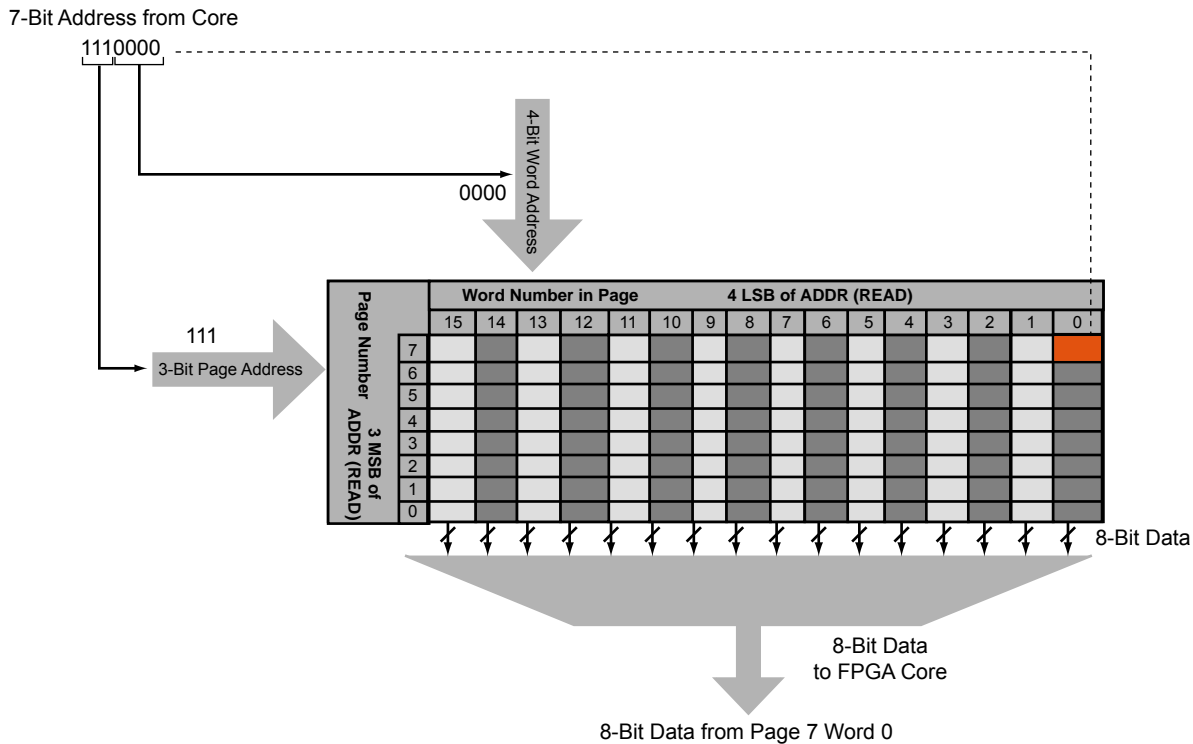 7-Bit Address from Core
1110000
4-Bit Word Address
0000
111
3-Bit Page Address
Page Number
3 MSB of
ADDR (READ)
Word Number in Page 4 LSB of ADDR (READ)
15 14 13 12 11 10 9 8 7 6 5 4 3 2 1 0
7
6
5
4
3
2
1
0
8-Bit Data
8-Bit Data
to FPGA Core
8-Bit Data from Page 7 Word 0